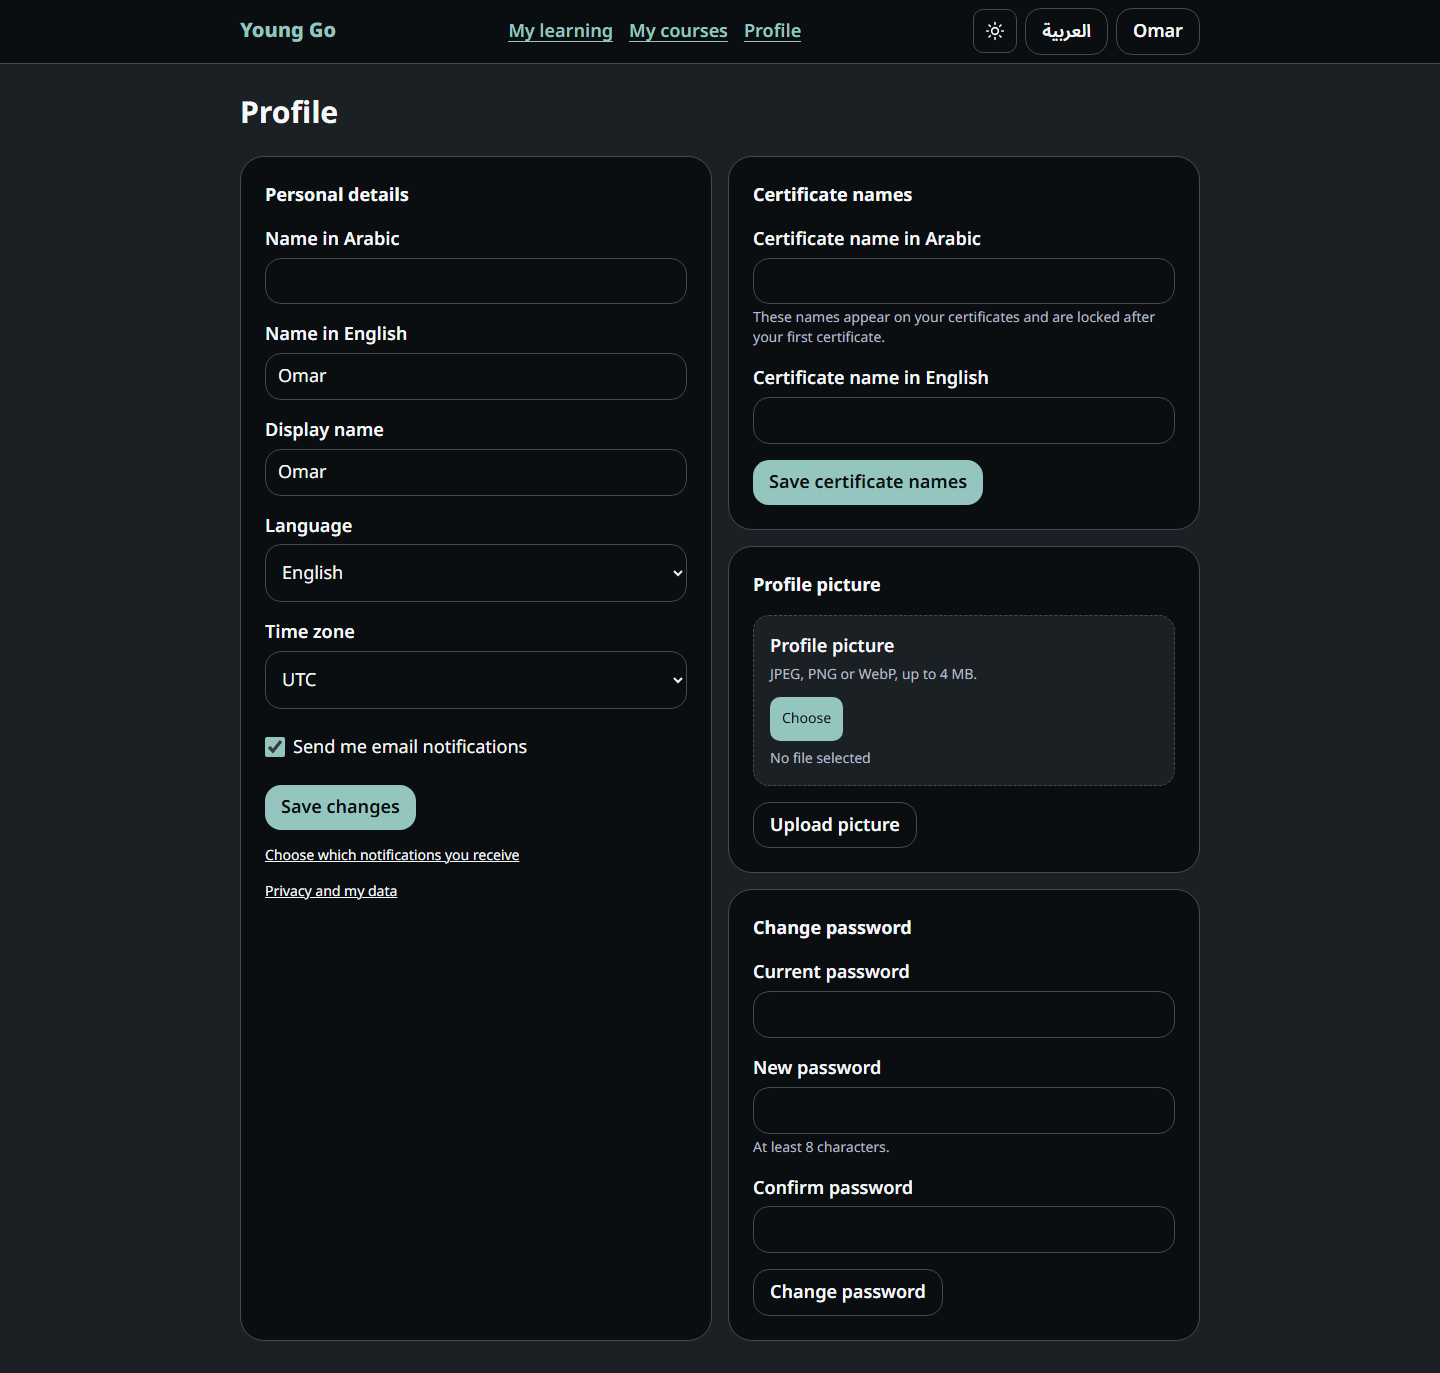 Young Go
My learning My courses Profile
العربية
Omar
Profile
Personal details
Name in Arabic
Name in English
Omar
Display name
Omar
Language
English
Time zone
UTC
Send me email notifications
Save changes
Choose which notifications you receive
Privacy and my data
Certificate names
Certificate name in Arabic
These names appear on your certificates and are locked after
your first certificate.
Certificate name in English
Save certificate names
Profile picture
Profile picture
JPEG, PNG or WebP, up to 4 MB.
Choose
No file selected
Upload picture
Change password
Current password
New password
At least 8 characters.
Confirm password
Change password